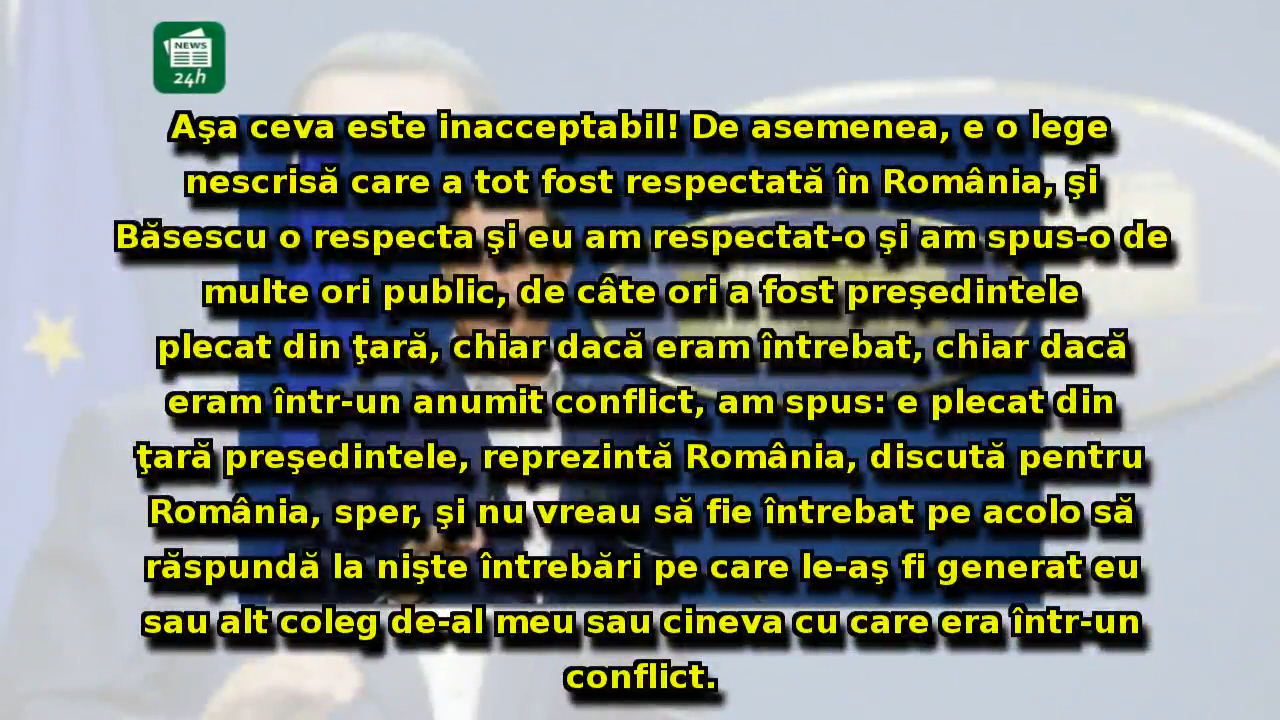 NEWS
24h
Aşa ceva este inacceptabil! De asemenea, e o lege
nescrisă care a tot fost respectată în România, şi
Băsescu o respecta şi eu am respectat-o şi am spus-o de
multe ori public, de câte ori a fost preşedintele
plecat din ţară, chiar dacă eram întrebat, chiar dacă
eram într-un anumit conflict, am spus: e plecat din
ţară preşedintele, reprezintă România, discută pentru
România, sper, şi nu vreau să fie întrebat pe acolo să
răspundă la nişte întrebări pe care le-aş fi generat eu
sau alt coleg de-al meu sau cineva cu care era într-un
conflict.